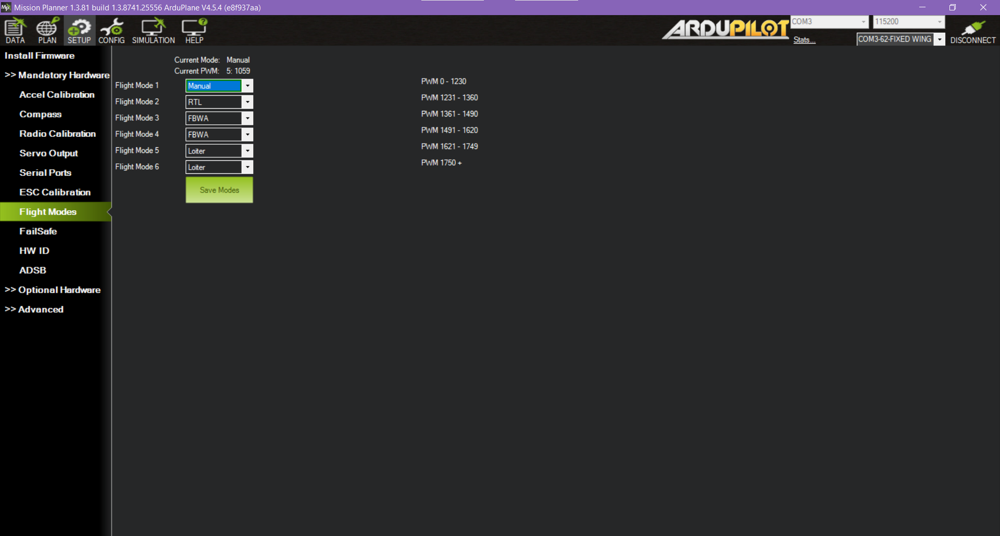 Mission Planner 1.3.81 build 1.3.8741.25556 ArduPlane V4.5.4 (e8f937aa)
DATA PLAN SETUP CONFIG SIMULATION HELP
ARDUPILOT
COM3 115200
Stats... COM3-62-FIXED WING DISCONNECT
Install Firmware
>> Mandatory Hardware
Accel Calibration
Compass
Radio Calibration
Servo Output
Serial Ports
ESC Calibration
Flight Modes
FailSafe
HW ID
ADSB
>> Optional Hardware
>> Advanced
Current Mode: Manual
Current PWM: 5: 1059
Flight Mode 1 Manual PWM 0 - 1230
Flight Mode 2 RTL PWM 1231 - 1360
Flight Mode 3 FBWA PWM 1361 - 1490
Flight Mode 4 FBWA PWM 1491 - 1620
Flight Mode 5 Loiter PWM 1621 - 1749
Flight Mode 6 Loiter PWM 1750 +
Save Modes